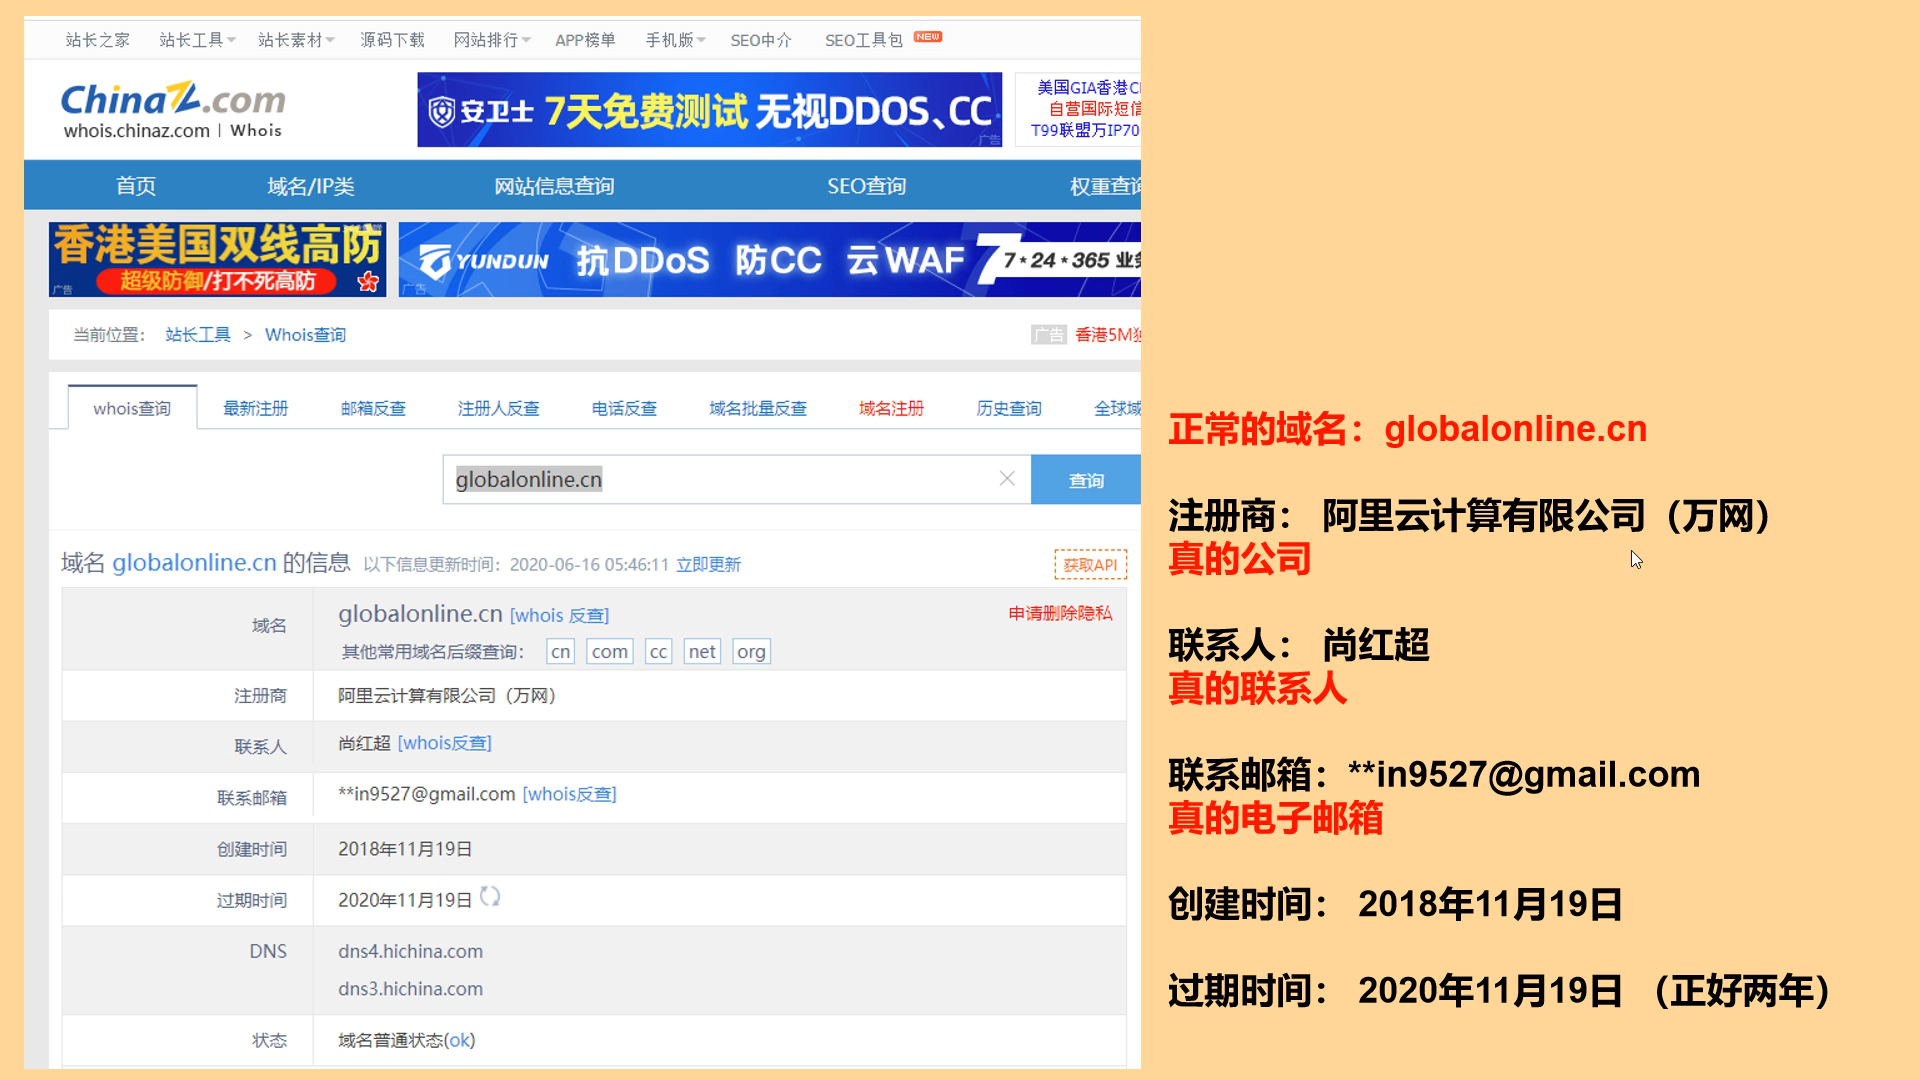 站长之家 站长工具 站长素材 源码下载 网站排行 APP榜单 手机版 SEO中介 SEO工具包 NEW
ChinaZ.com
whois.chinaz.com | Whois
安卫士 7天免费测试 无视DDOS、CC
广告
美国GIA香港C
自营国际短信
T99联盟万IP70
首页 域名/IP类 网站信息查询 SEO查询 权重查询
香港美国双线高防
超级防御/打不死高防
广告
YUNDUN 抗DDoS 防CC 云WAF 7 7*24*365 业务
广告
当前位置： 站长工具 > Whois查询 广告 香港5M独
whois查询 最新注册 邮箱反查 注册人反查 电话反查 域名批量反查 域名注册 历史查询 全球域
globalonline.cn 查询
域名 globalonline.cn 的信息 以下信息更新时间：2020-06-16 05:46:11 立即更新 获取API
域名 globalonline.cn [whois 反查] 申请删除隐私
其他常用域名后缀查询： cn com cc net org
注册商 阿里云计算有限公司（万网）
联系人 尚红超 [whois反查]
联系邮箱 **in9527@gmail.com [whois反查]
创建时间 2018年11月19日
过期时间 2020年11月19日
DNS dns4.hichina.com
dns3.hichina.com
状态 域名普通状态(ok)
正常的域名：globalonline.cn
注册商： 阿里云计算有限公司（万网）
真的公司
联系人： 尚红超
真的联系人
联系邮箱：**in9527@gmail.com
真的电子邮箱
创建时间： 2018年11月19日
过期时间： 2020年11月19日 （正好两年）